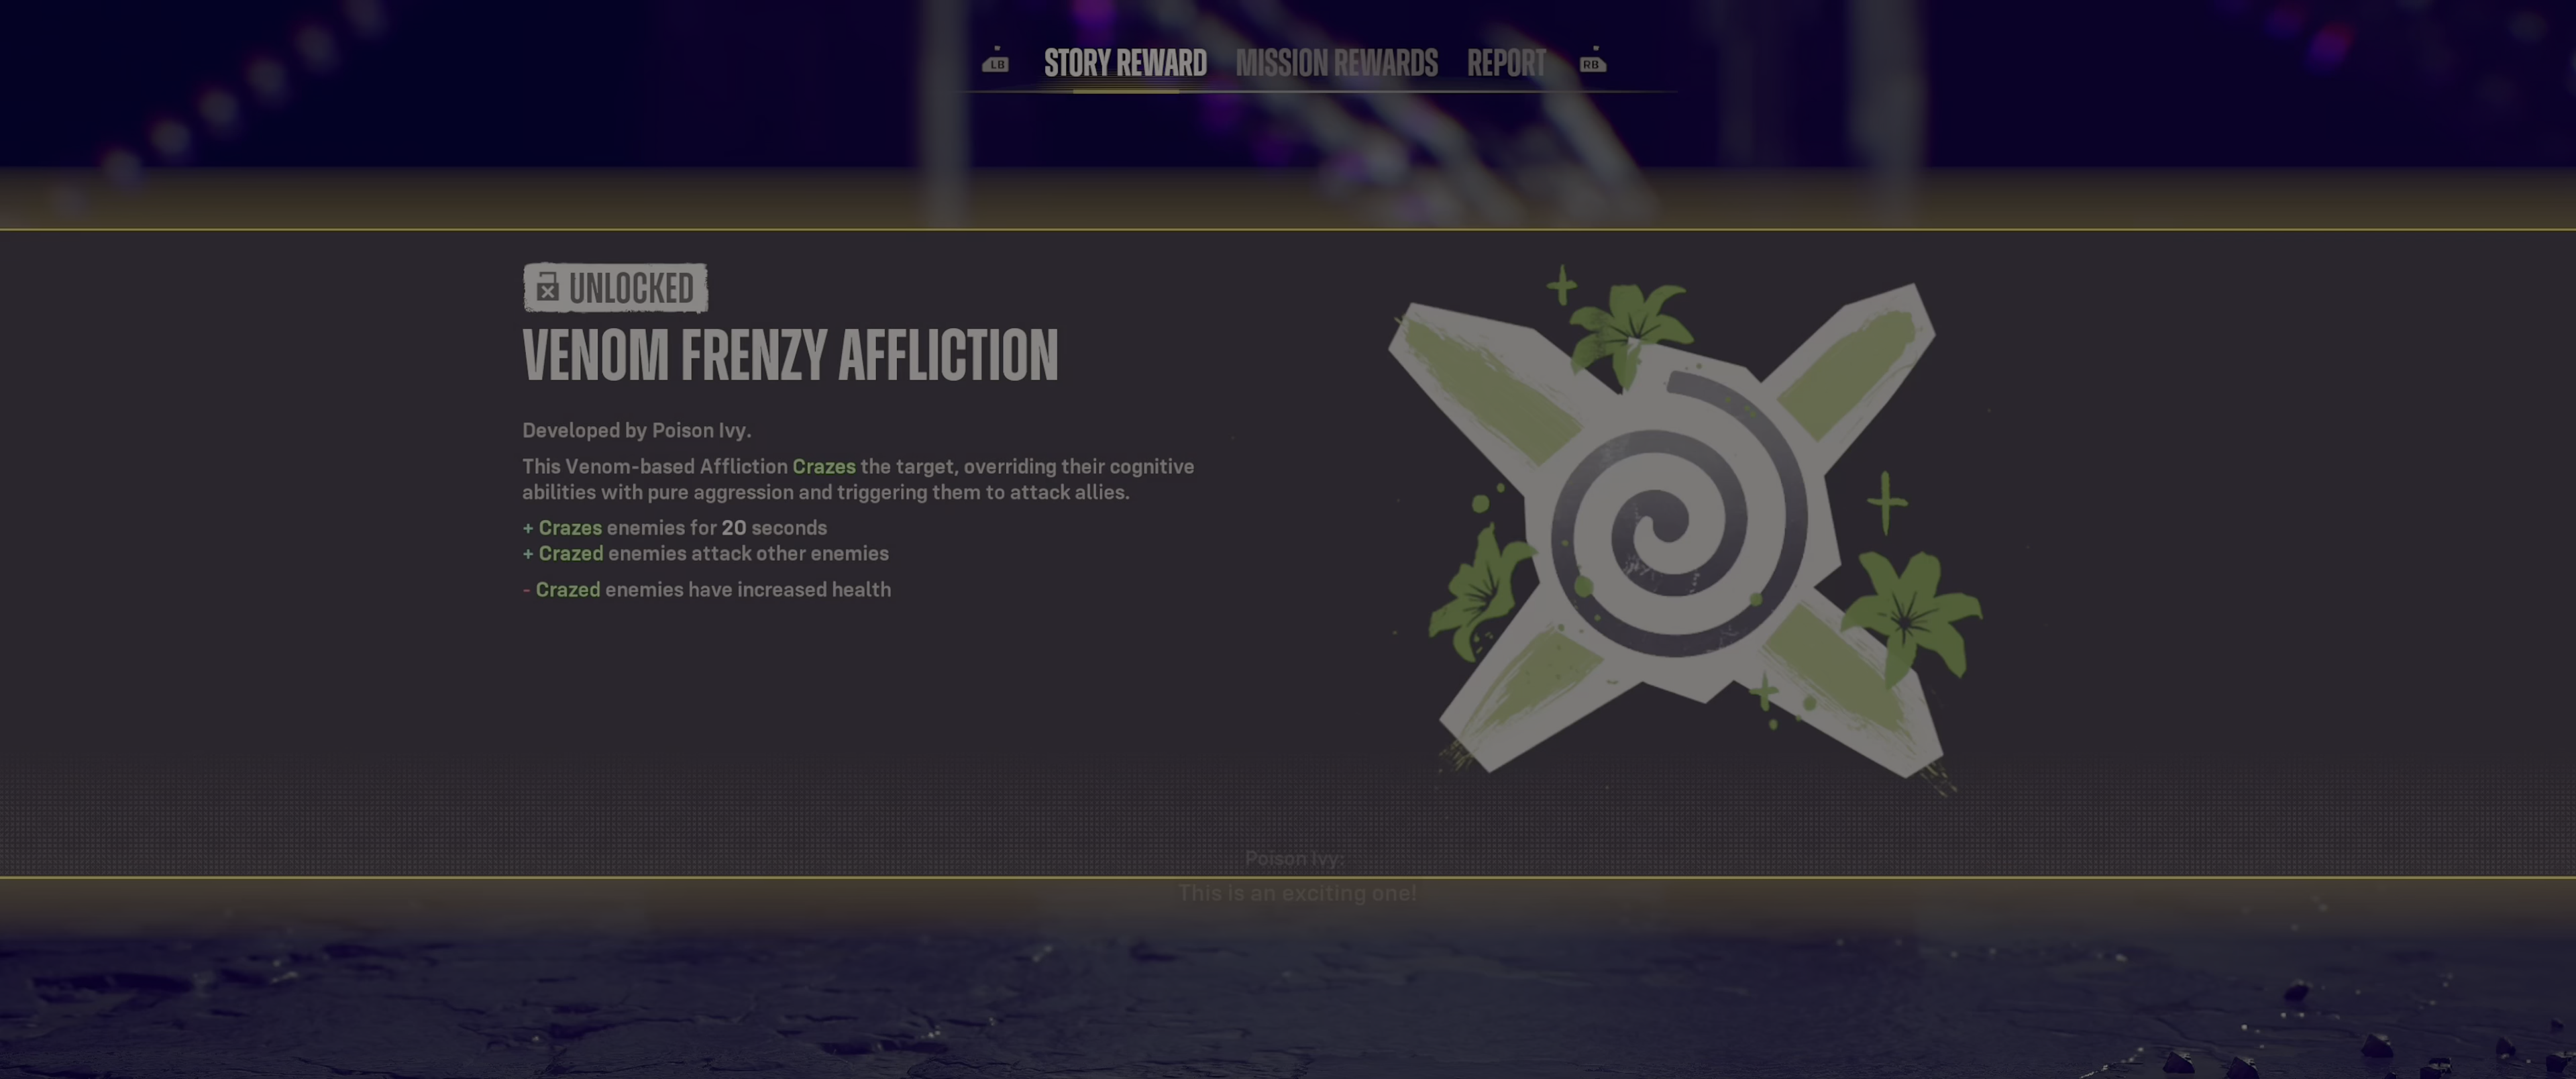 LB STORY REWARD MISSION REWARDS REPORT RB
UNLOCKED
VENOM FRENZY AFFLICTION
Developed by Poison Ivy.
This Venom-based Affliction Crazes the target, overriding their cognitive
abilities with pure aggression and triggering them to attack allies.
+ Crazes enemies for 20 seconds
+ Crazed enemies attack other enemies
- Crazed enemies have increased health
Poison Ivy:
This is an exciting one!